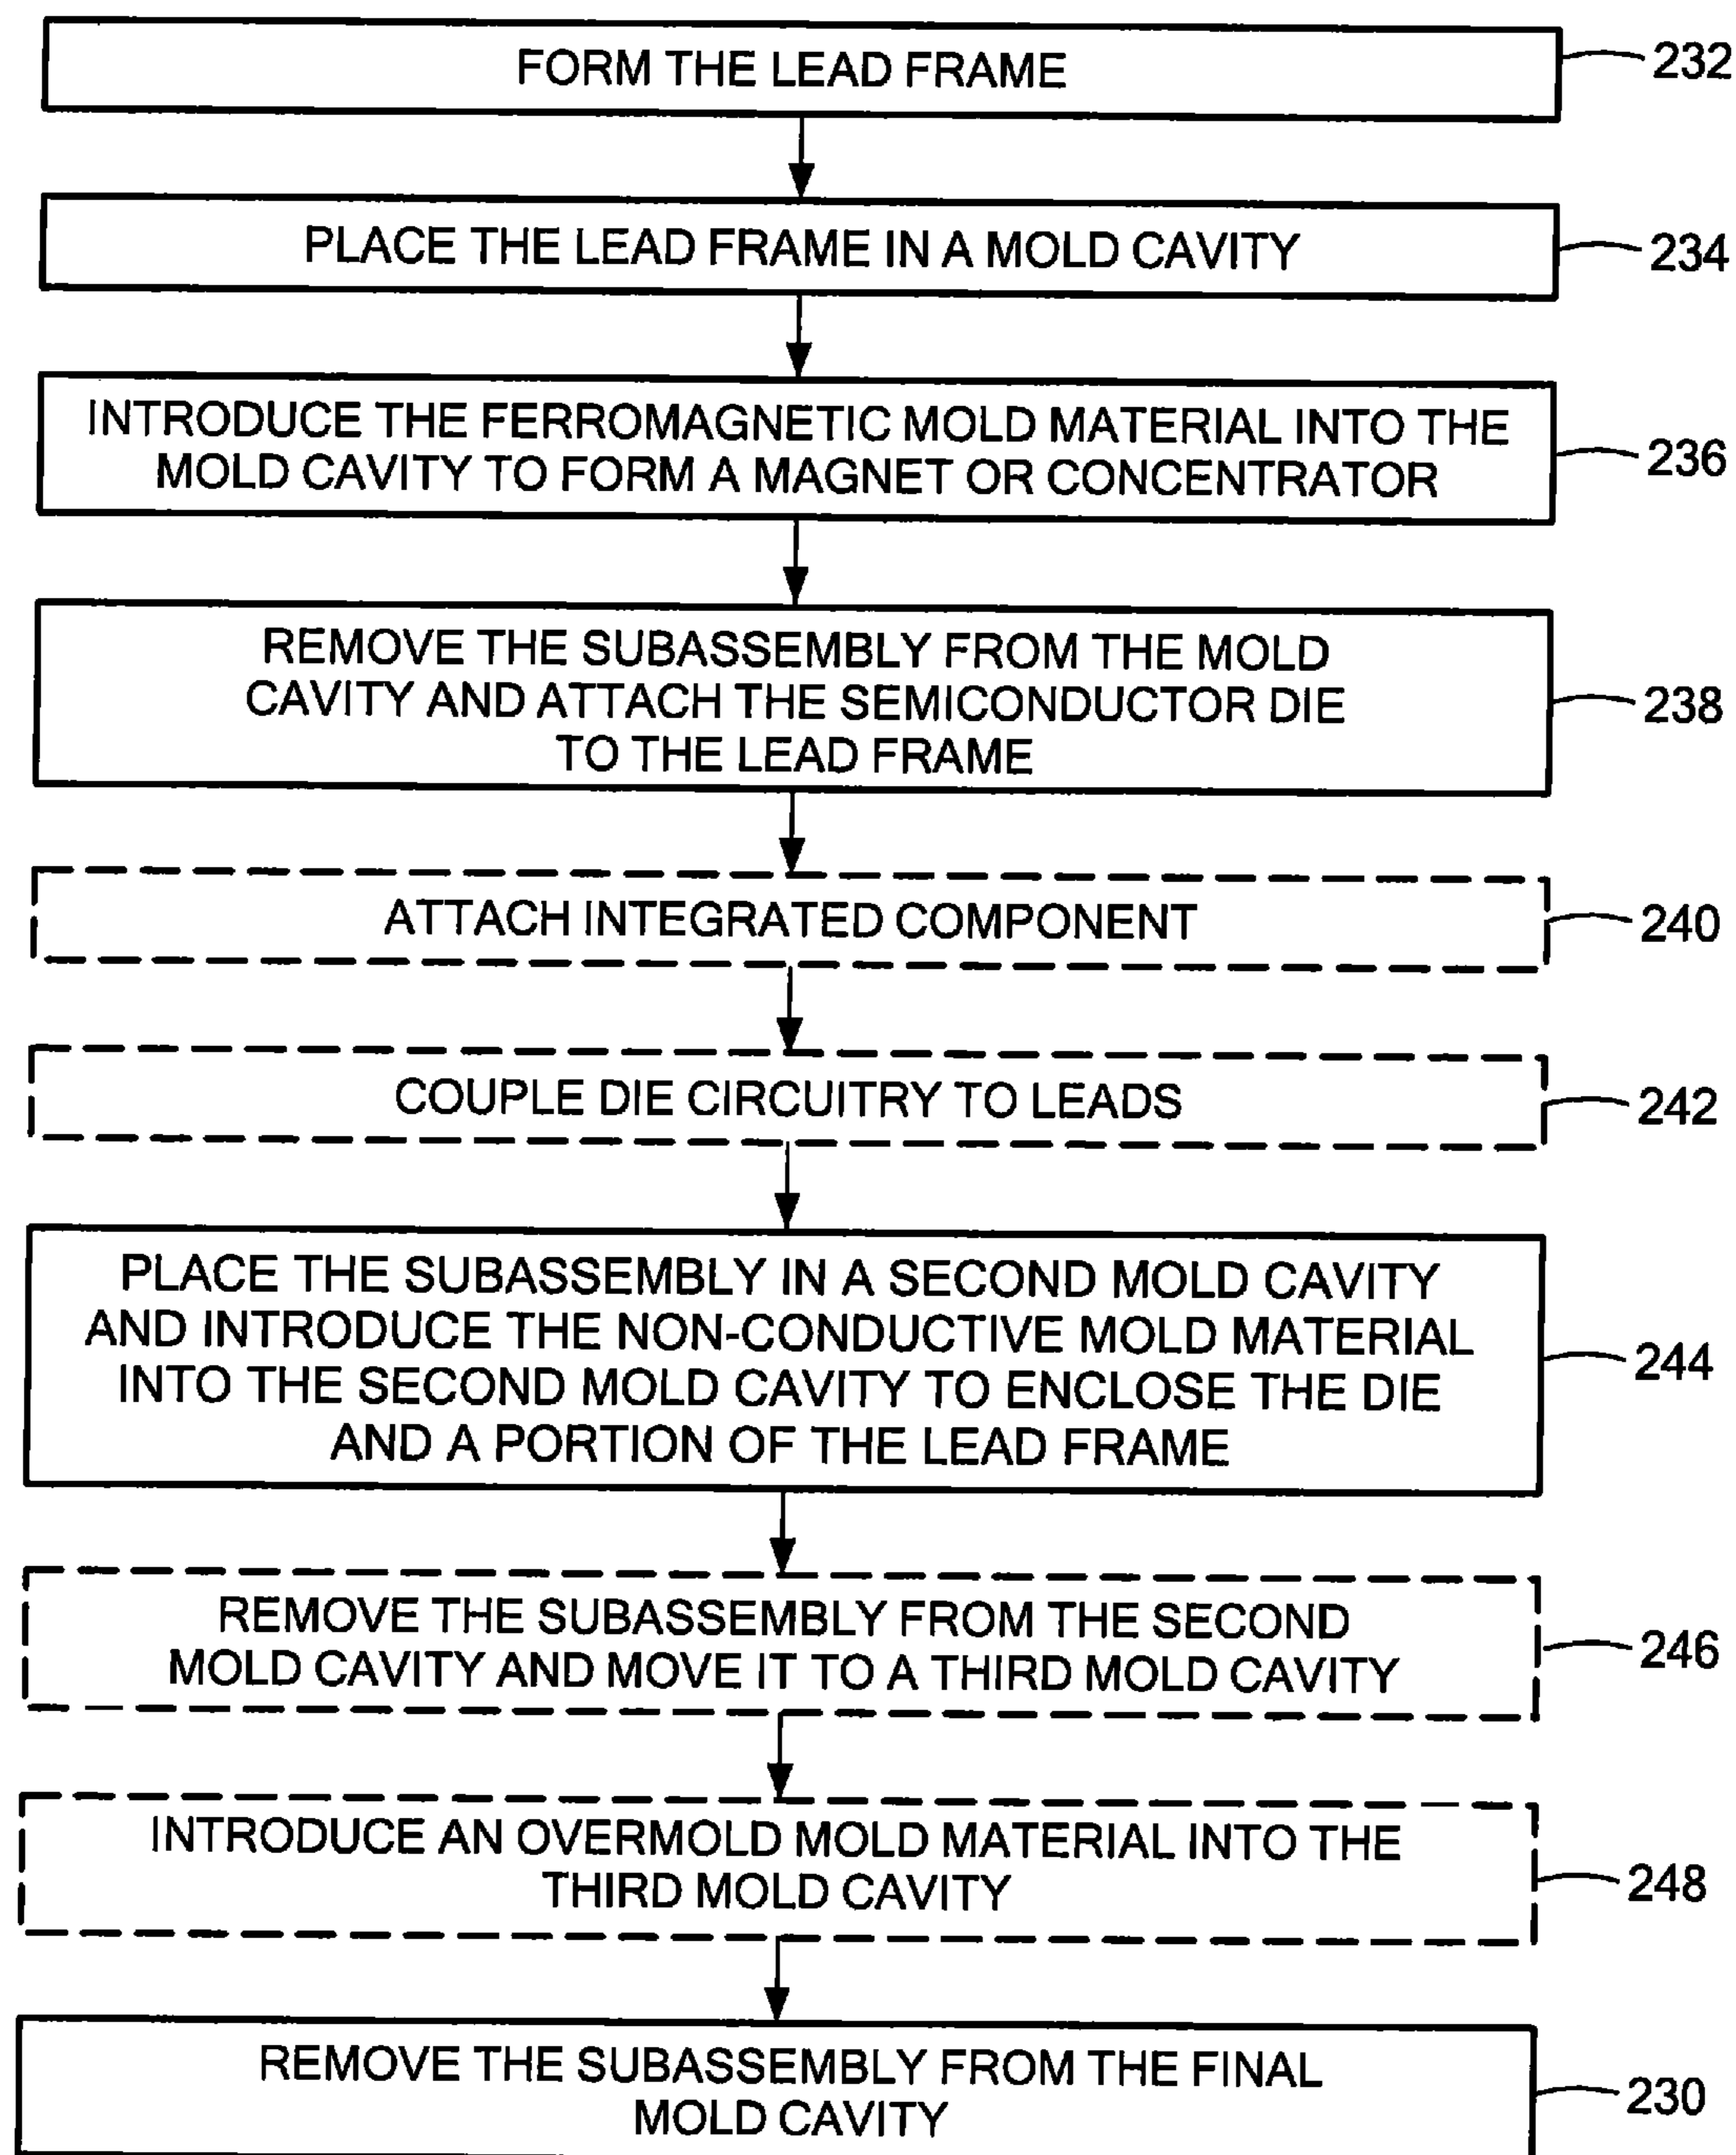 FORM THE LEAD FRAME
232
PLACE THE LEAD FRAME IN A MOLD CAVITY
234
INTRODUCE THE FERROMAGNETIC MOLD MATERIAL INTO THE
MOLD CAVITY TO FORM A MAGNET OR CONCENTRATOR
236
REMOVE THE SUBASSEMBLY FROM THE MOLD
CAVITY AND ATTACH THE SEMICONDUCTOR DIE
TO THE LEAD FRAME
238
ATTACH INTEGRATED COMPONENT
240
COUPLE DIE CIRCUITRY TO LEADS
242
PLACE THE SUBASSEMBLY IN A SECOND MOLD CAVITY
AND INTRODUCE THE NON-CONDUCTIVE MOLD MATERIAL
INTO THE SECOND MOLD CAVITY TO ENCLOSE THE DIE
AND A PORTION OF THE LEAD FRAME
244
REMOVE THE SUBASSEMBLY FROM THE SECOND
MOLD CAVITY AND MOVE IT TO A THIRD MOLD CAVITY
246
INTRODUCE AN OVERMOLD MOLD MATERIAL INTO THE
THIRD MOLD CAVITY
248
REMOVE THE SUBASSEMBLY FROM THE FINAL
MOLD CAVITY
230